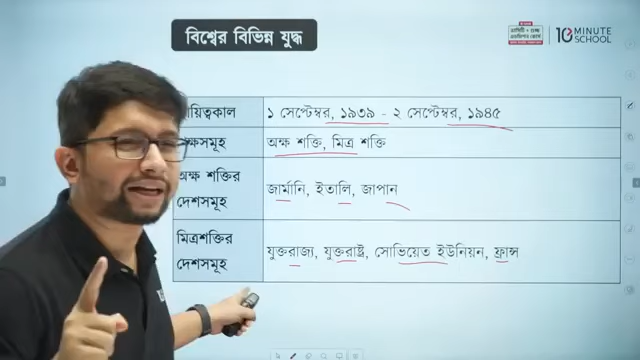 বিশ্বের বিভিন্ন যুদ্ধ
10 MINUTE
SCHOOL
১ সেপ্টেম্বর, ১৯৩৯ - ২ সেপ্টেম্বর, ১৯৪৫
অক্ষ শক্তি, মিত্র শক্তি
অক্ষ শক্তির
দেশসমূহ
জার্মানি, ইতালি, জাপান
মিত্রশক্তির
দেশসমূহ
যুক্তরাজ্য, যুক্তরাষ্ট্র, সোভিয়েত ইউনিয়ন, ফ্রান্স